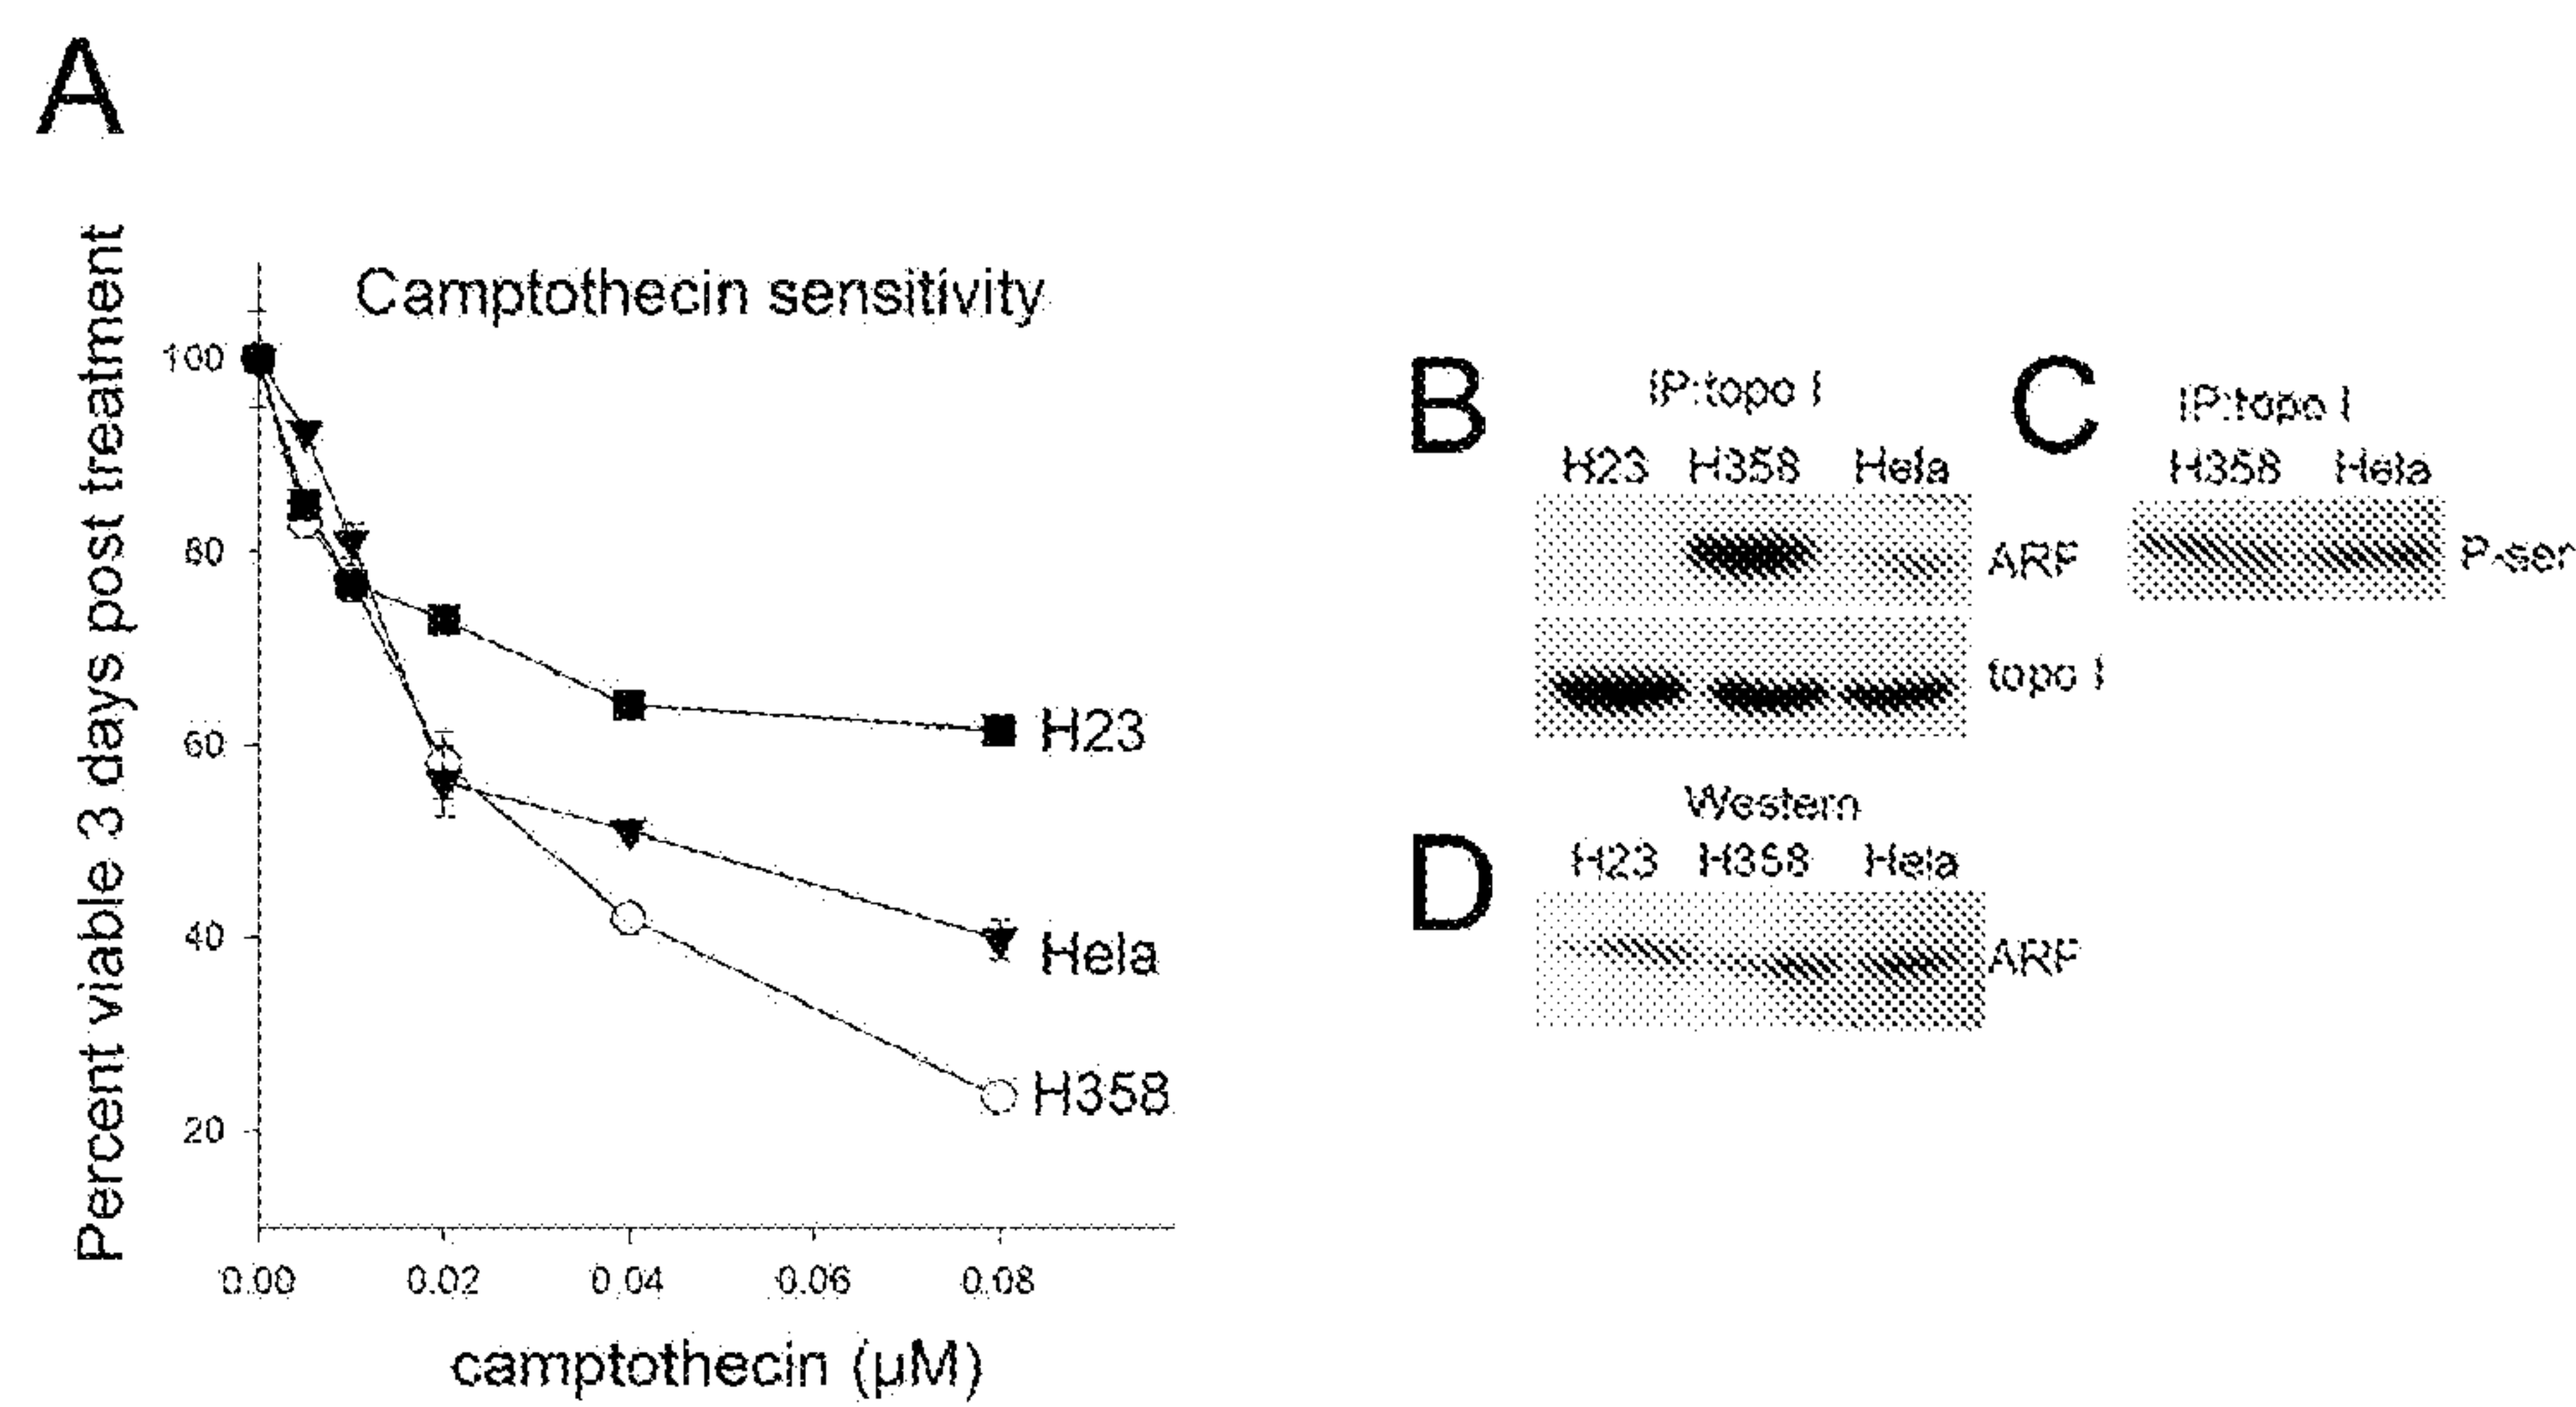 A
Camptothecin sensitivity
Percent viable 3 days post treatment
100
80
60
40
20
H23
Hela
H358
0.00 0.02 0.04 0.06 0.08
camptothecin (µM)
B
IP:topo I
H23 H358 Hela
ARF
topo I
C
IP:topo I
H358 Hela
P-ser
D
Western
H23 H358 Hela
ARF